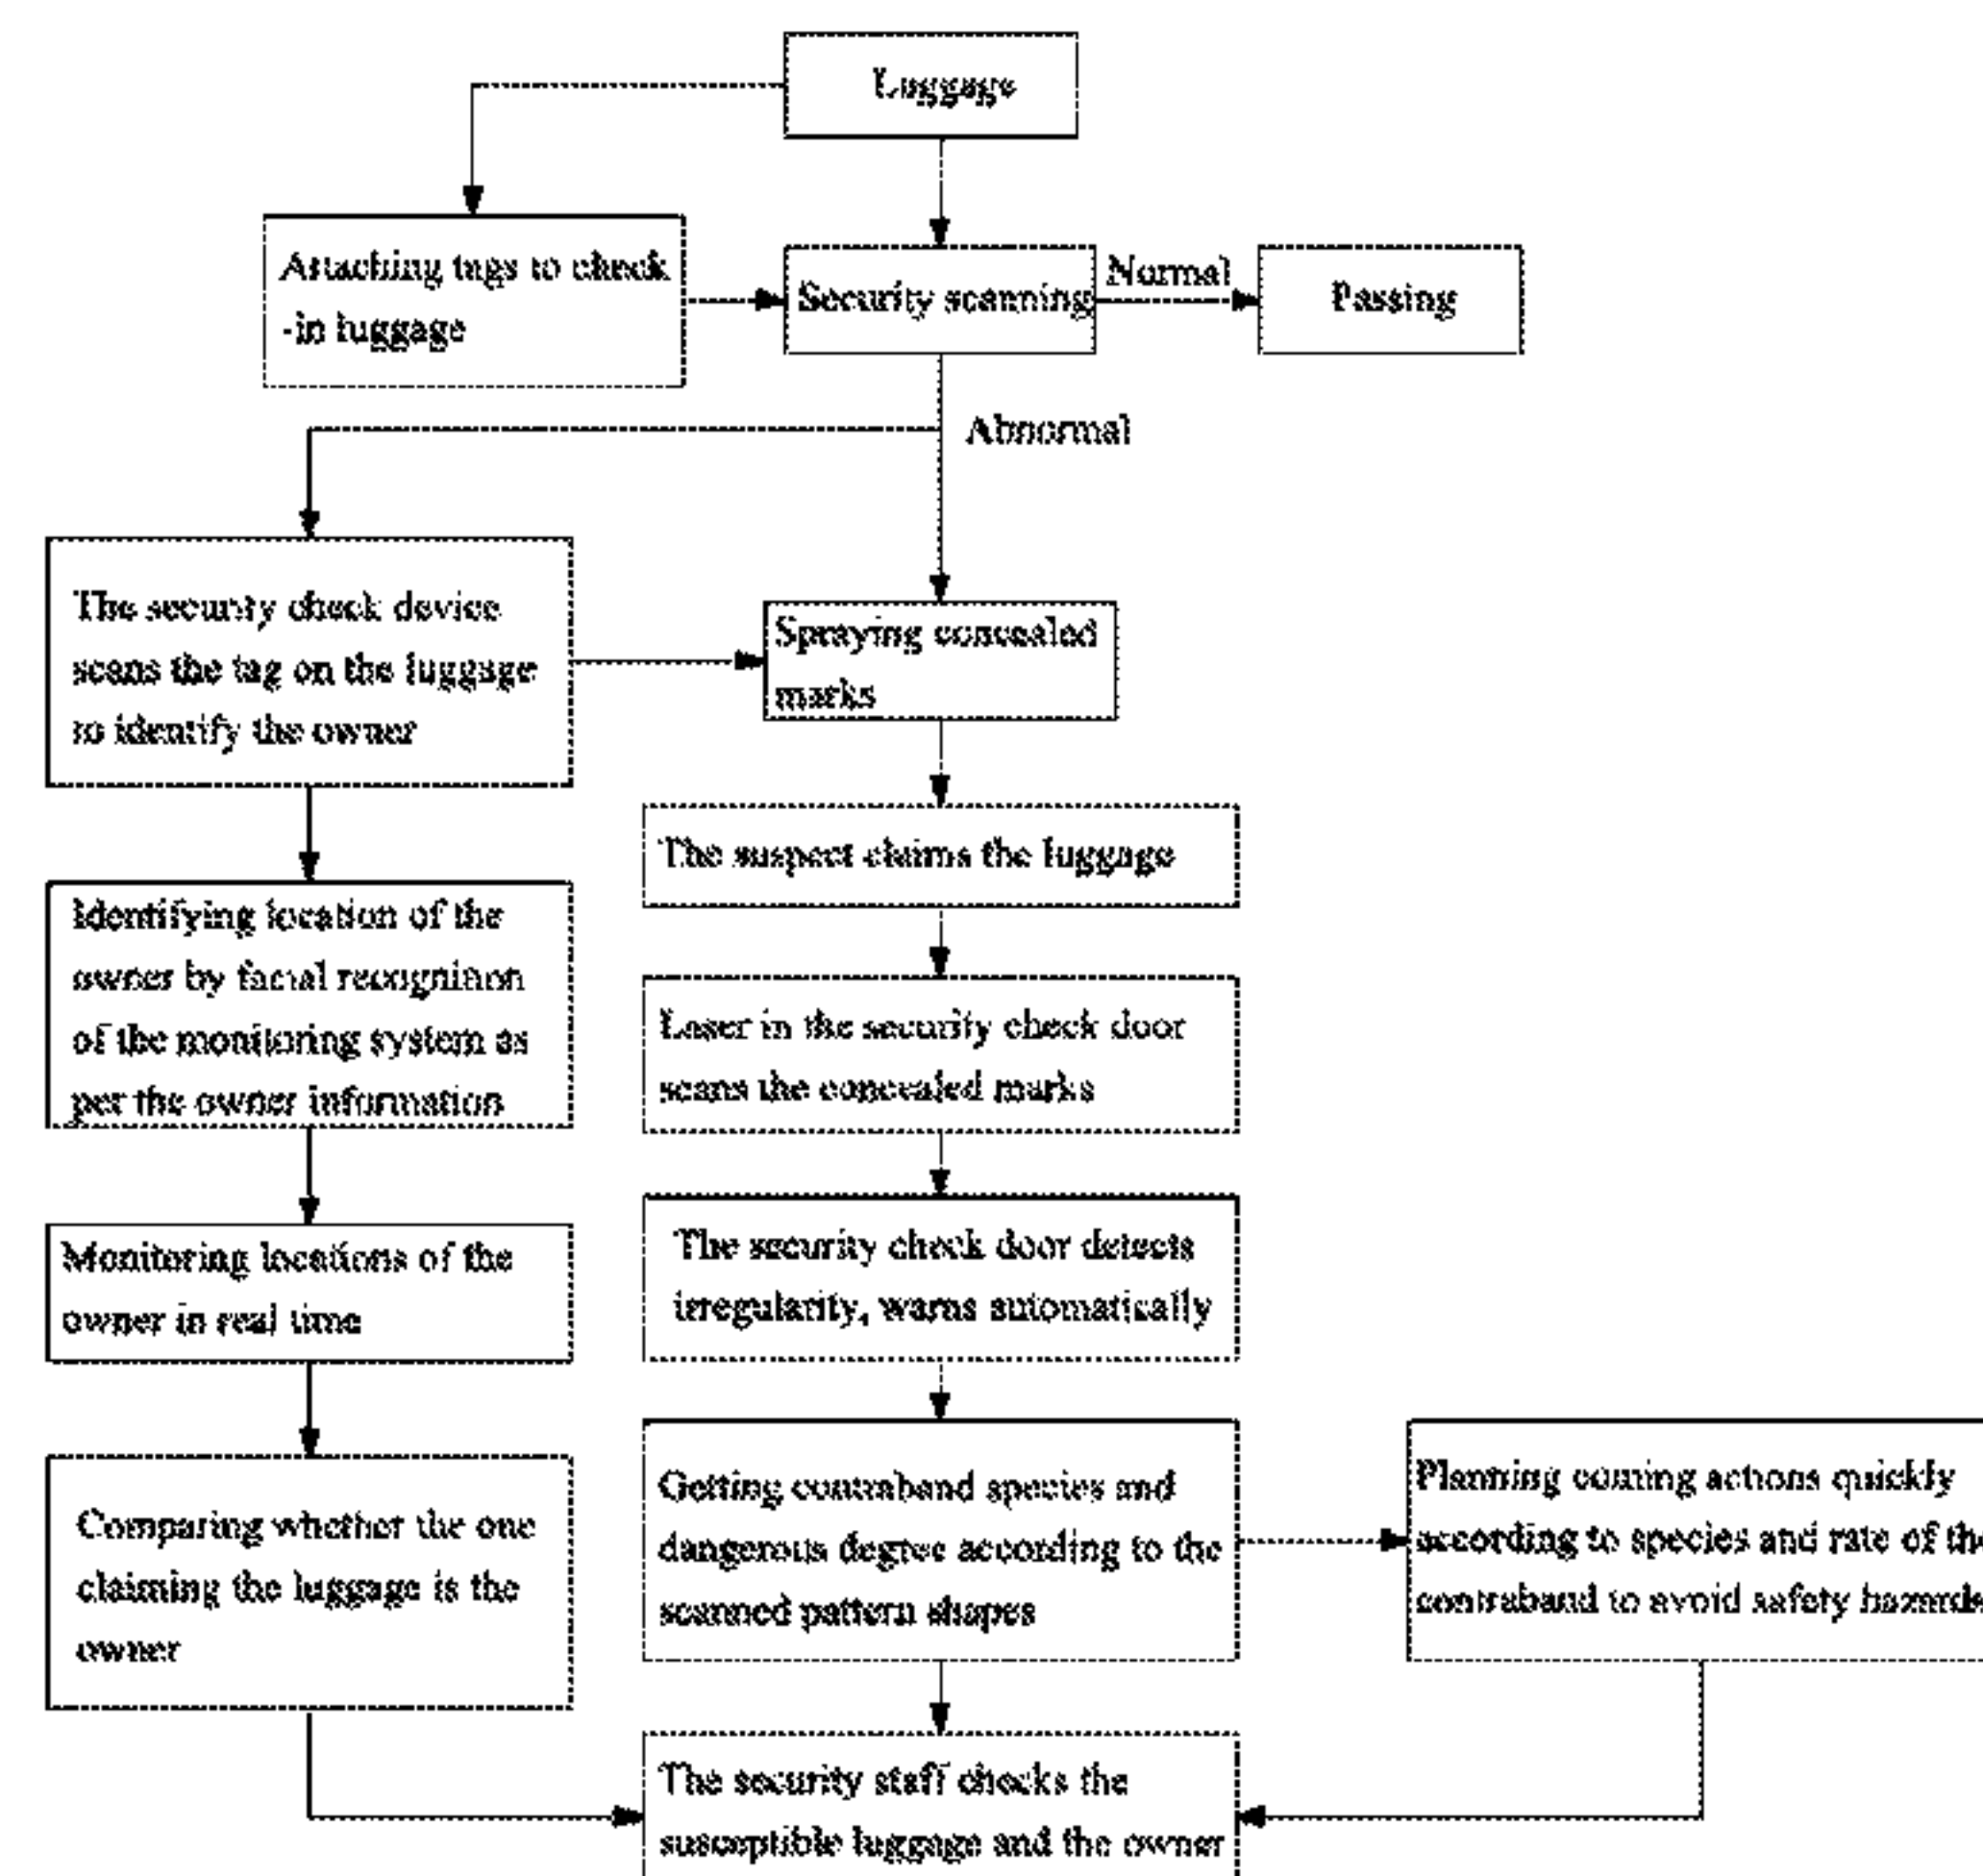 Luggage
Attaching tags to check
-in luggage
Security scanning
Normal
Passing
Abnormal
The security check device
scans the tag on the luggage
to identify the owner
Spraying concealed
marks
The suspect claims the luggage
Identifying location of the
owner by facial recognition
of the monitoring system as
per the owner information
Laser in the security check door
scans the concealed marks
The security check door detects
irregularity, warns automatically
Monitoring locations of the
owner in real time
Comparing whether the one
claiming the luggage is the
owner
Getting contraband species and
dangerous degree according to the
scanned pattern shapes
Planning coming actions quickly
according to species and rate of the
contraband to avoid safety hazards
The security staff checks the
susceptible luggage and the owner